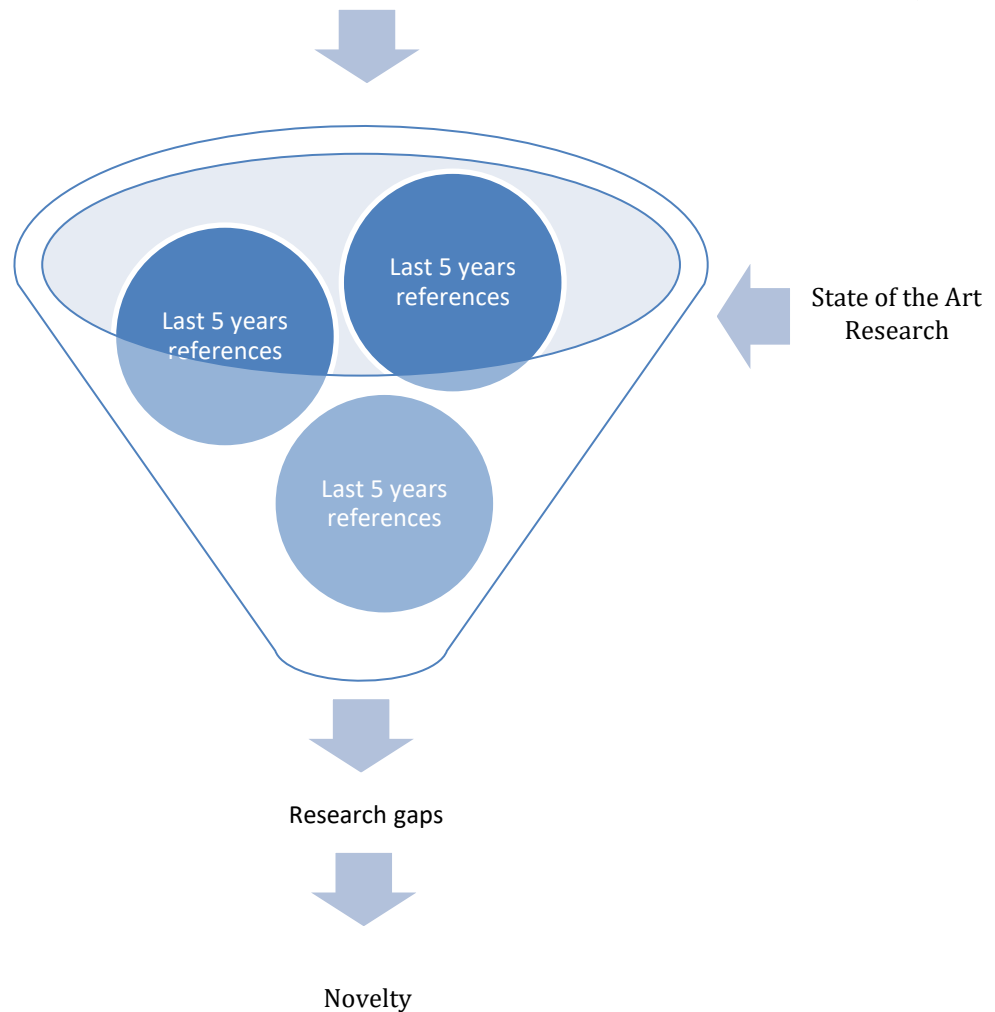 Last 5 years
references
Last 5 years
references
State of the Art
Research
Last 5 years
references
Research gaps
Novelty